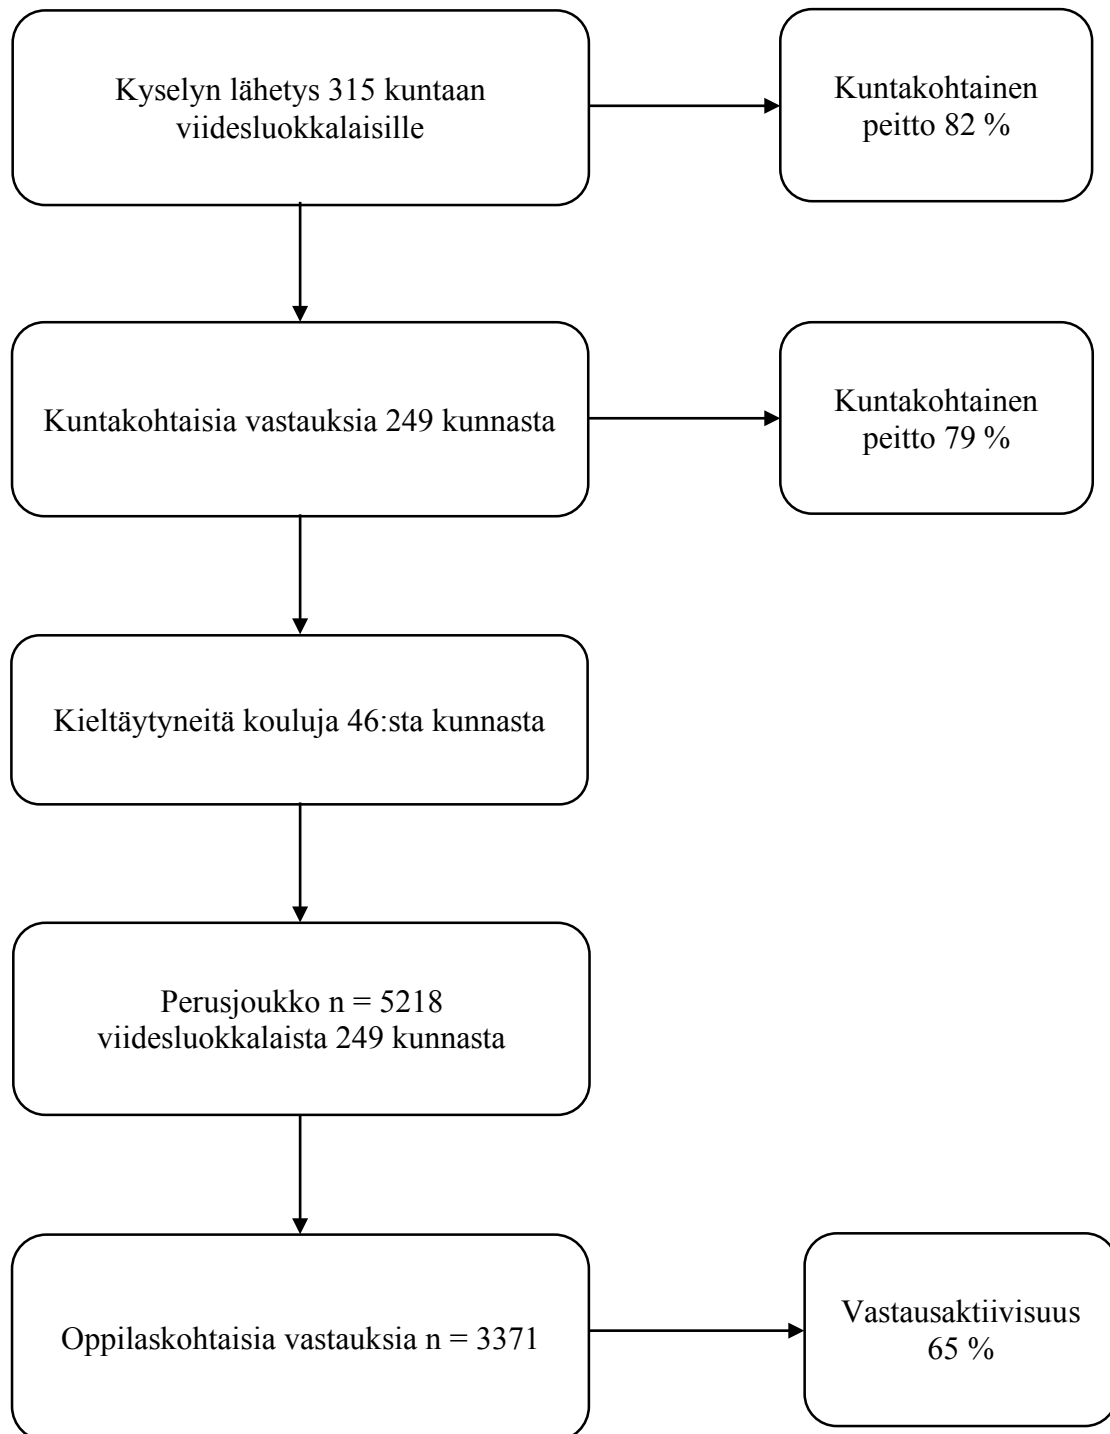 Kyselyn lähetys 315 kuntaan
viidesluokkalaisille
Kuntakohtainen
peitto 82 %
Kuntakohtaisia vastauksia 249 kunnasta
Kuntakohtainen
peitto 79 %
Kieltäytyneitä kouluja 46:sta kunnasta
Perusjoukko n = 5218
viidesluokkalaista 249 kunnasta
Oppilaskohtaisia vastauksia n = 3371
Vastausaktiivisuus
65 %